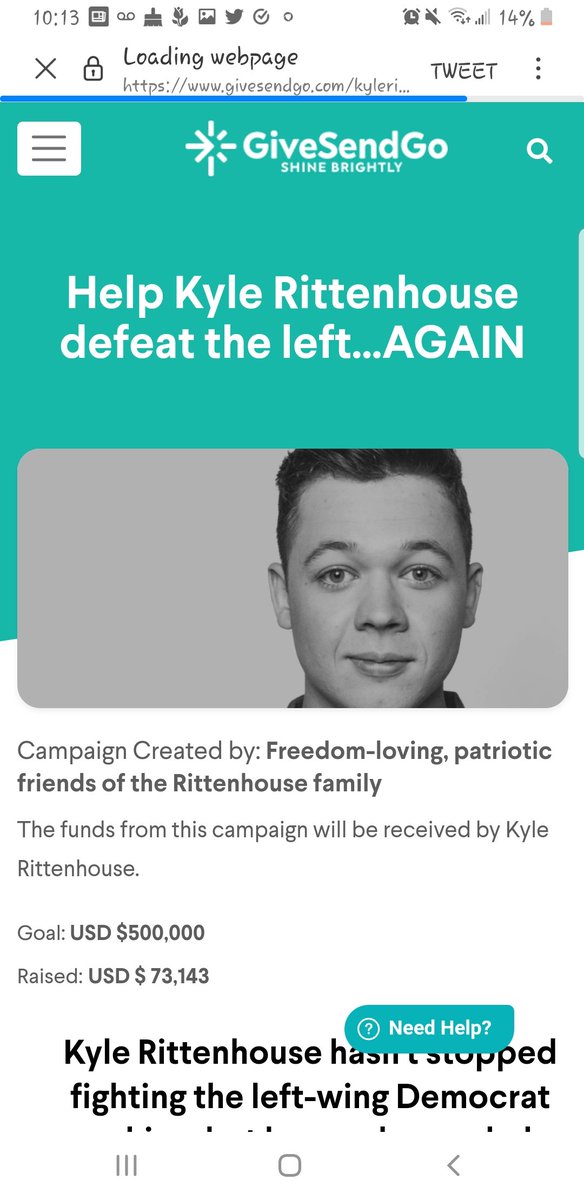 10:13 14%
Loading webpage
https://www.givesendgo.com/kyleri...
TWEET
GiveSendGo
SHINE BRIGHTLY
Help Kyle Rittenhouse
defeat the left...AGAIN
Campaign Created by: Freedom-loving, patriotic
friends of the Rittenhouse family
The funds from this campaign will be received by Kyle
Rittenhouse.
Goal: USD $500,000
Raised: USD $ 73,143
Need Help?
Kyle Rittenhouse hasn't stopped
fighting the left-wing Democrat